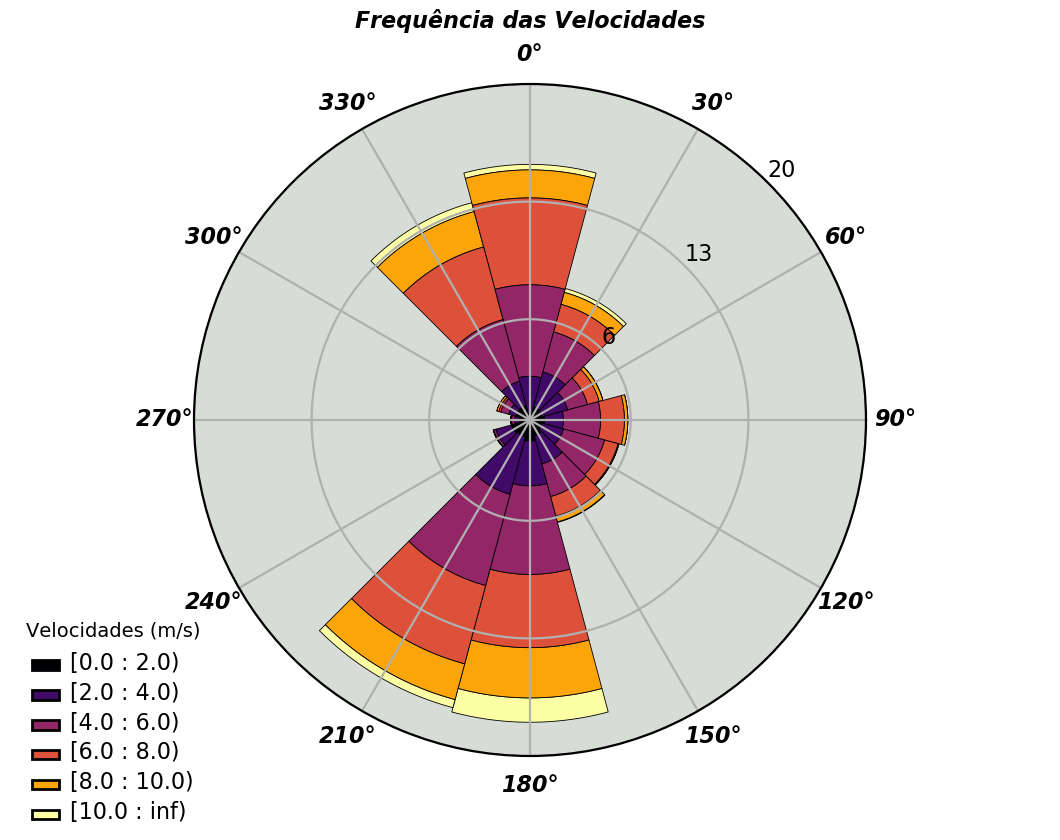 Frequência das Velocidades
0°
330°
30°
20
300°
60°
13
6
270°
90°
240°
120°
210°
150°
180°
Velocidades (m/s)
[0.0 : 2.0)
[2.0 : 4.0)
[4.0 : 6.0)
[6.0 : 8.0)
[8.0 : 10.0)
[10.0 : inf)